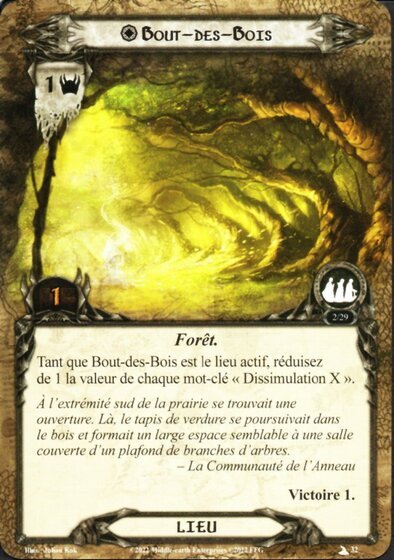 Bout-des-Bois
1
1
2/29
Forêt.
Tant que Bout-des-Bois est le lieu actif, réduisez
de 1 la valeur de chaque mot-clé « Dissimulation X ».
À l'extrémité sud de la prairie se trouvait une
ouverture. Là, le tapis de verdure se poursuivait dans
le bois et formait un large espace semblable à une salle
couverte d'un plafond de branches d'arbres.
– La Communauté de l'Anneau
Victoire 1.
LIEU
Illus. Julian Kok ©2022 Middle-earth Enterprises ©2022 FFG 32